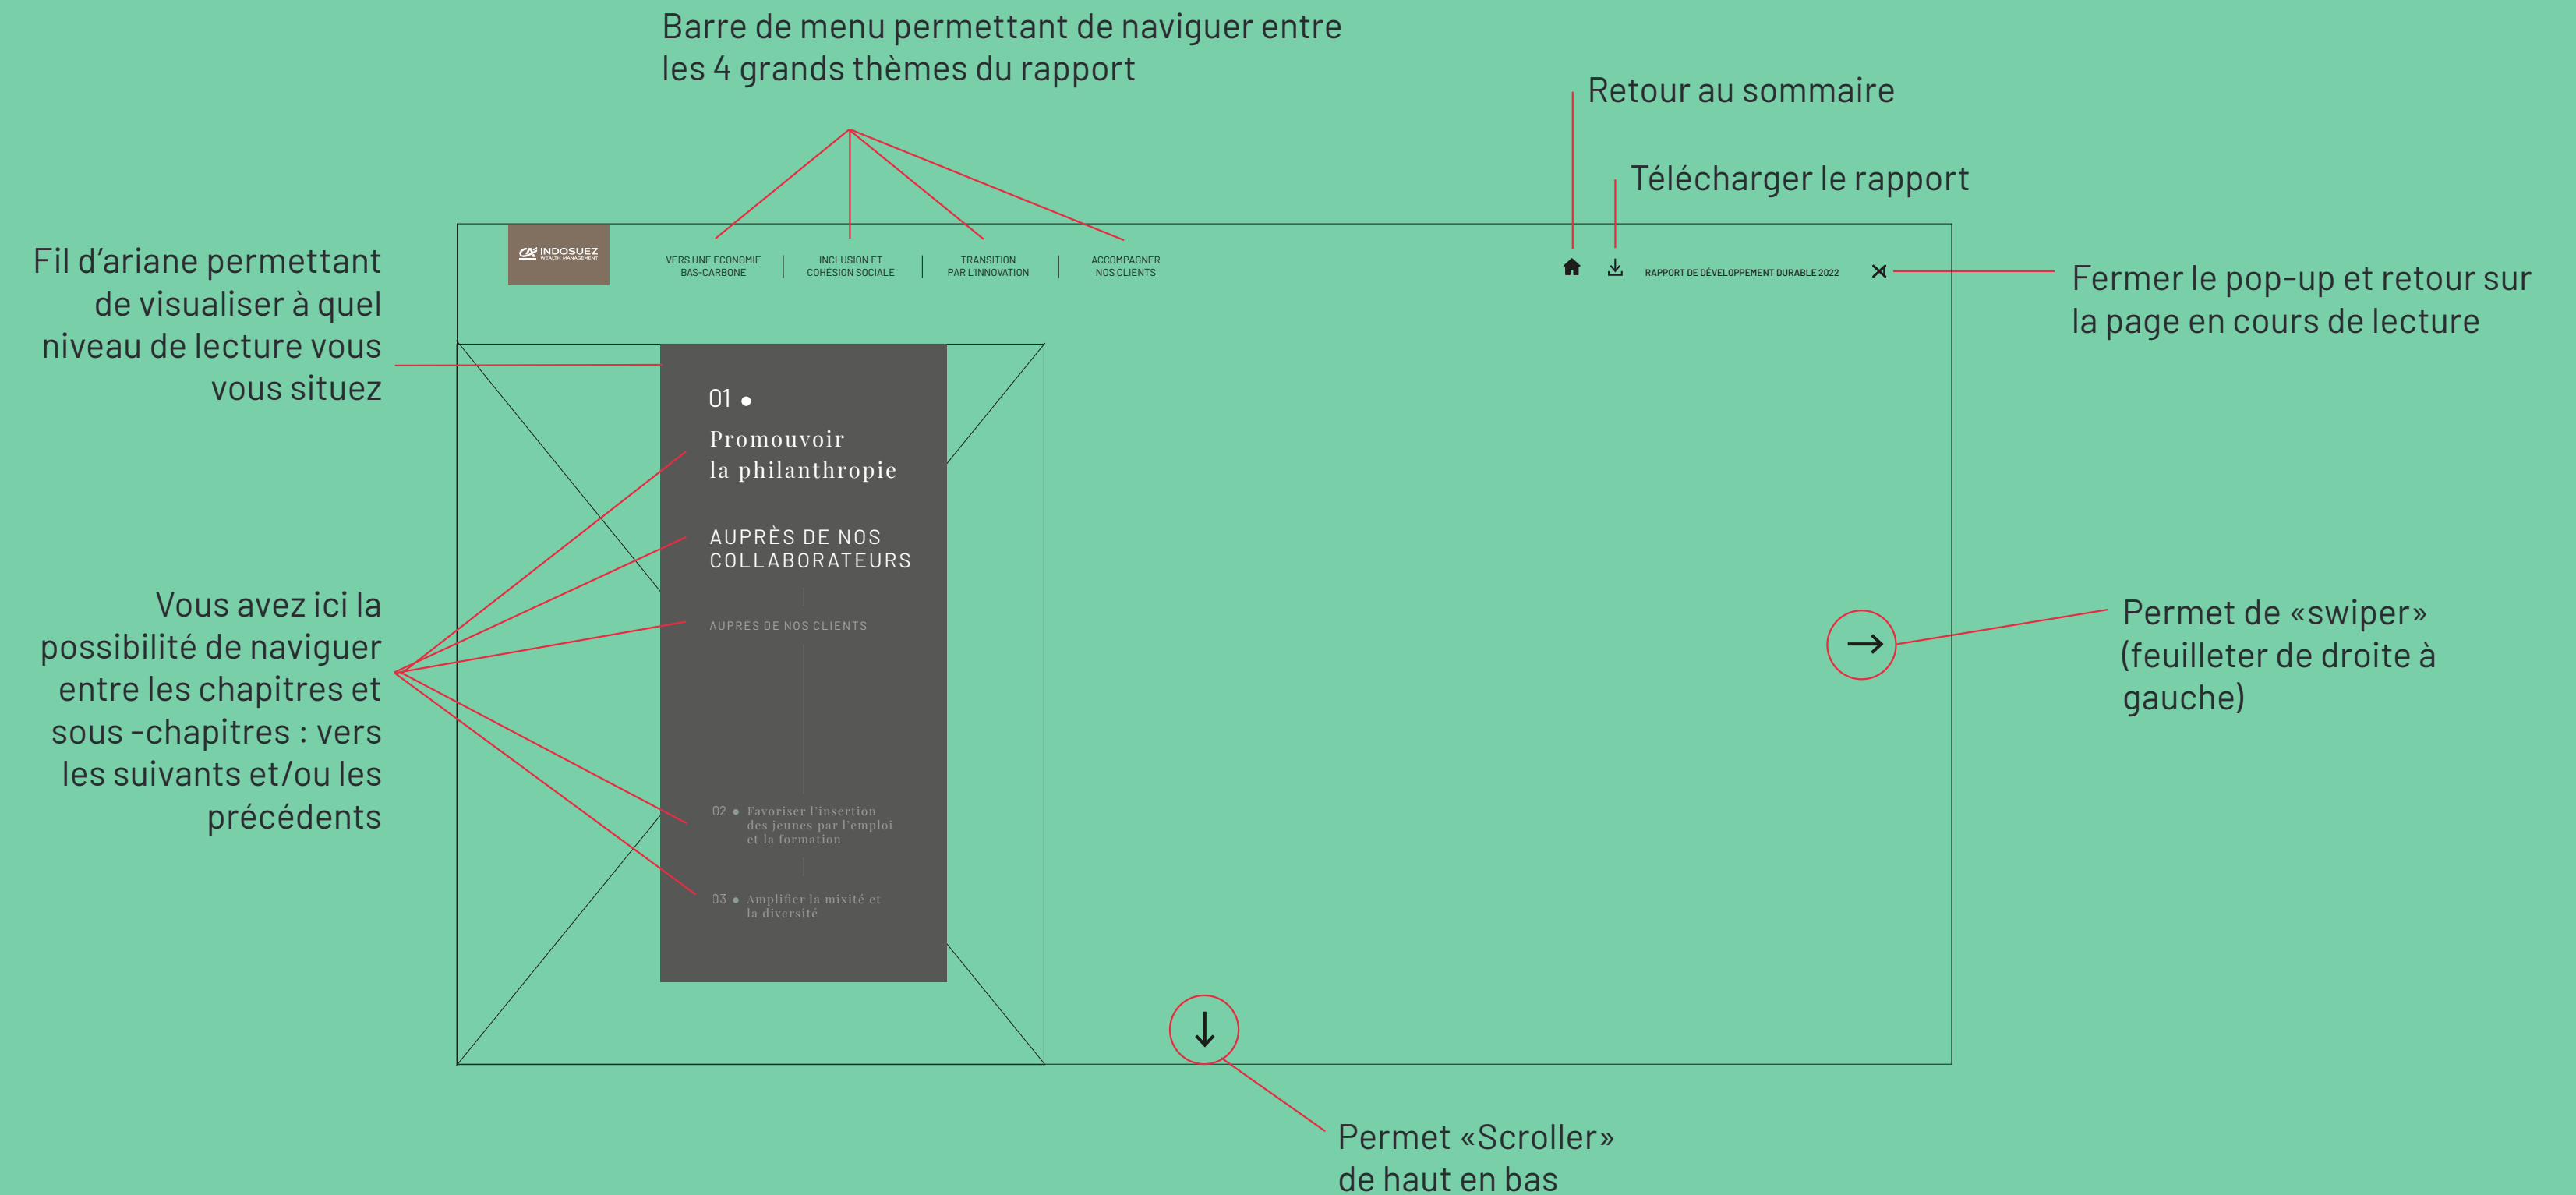 Barre de menu permettant de naviguer entre
les 4 grands thèmes du rapport
Retour au sommaire
Télécharger le rapport
Fil d’ariane permettant
de visualiser à quel
niveau de lecture vous
vous situez
CA INDOSUEZ
WEALTH MANAGEMENT
VERS UNE ECONOMIE
BAS-CARBONE
INCLUSION ET
COHÉSION SOCIALE
TRANSITION
PAR L’INNOVATION
ACCOMPAGNER
NOS CLIENTS
RAPPORT DE DÉVELOPPEMENT DURABLE 2022
Fermer le pop-up et retour sur
la page en cours de lecture
01 ●
Promouvoir
la philanthropie
AUPRÈS DE NOS
COLLABORATEURS
AUPRÈS DE NOS CLIENTS
02 ● Favoriser l’insertion
des jeunes par l’emploi
et la formation
03 ● Amplifier la mixité et
la diversité
Vous avez ici la
possibilité de naviguer
entre les chapitres et
sous -chapitres : vers
les suivants et/ou les
précédents
Permet de «swiper»
(feuilleter de droite à
gauche)
Permet «Scroller»
de haut en bas